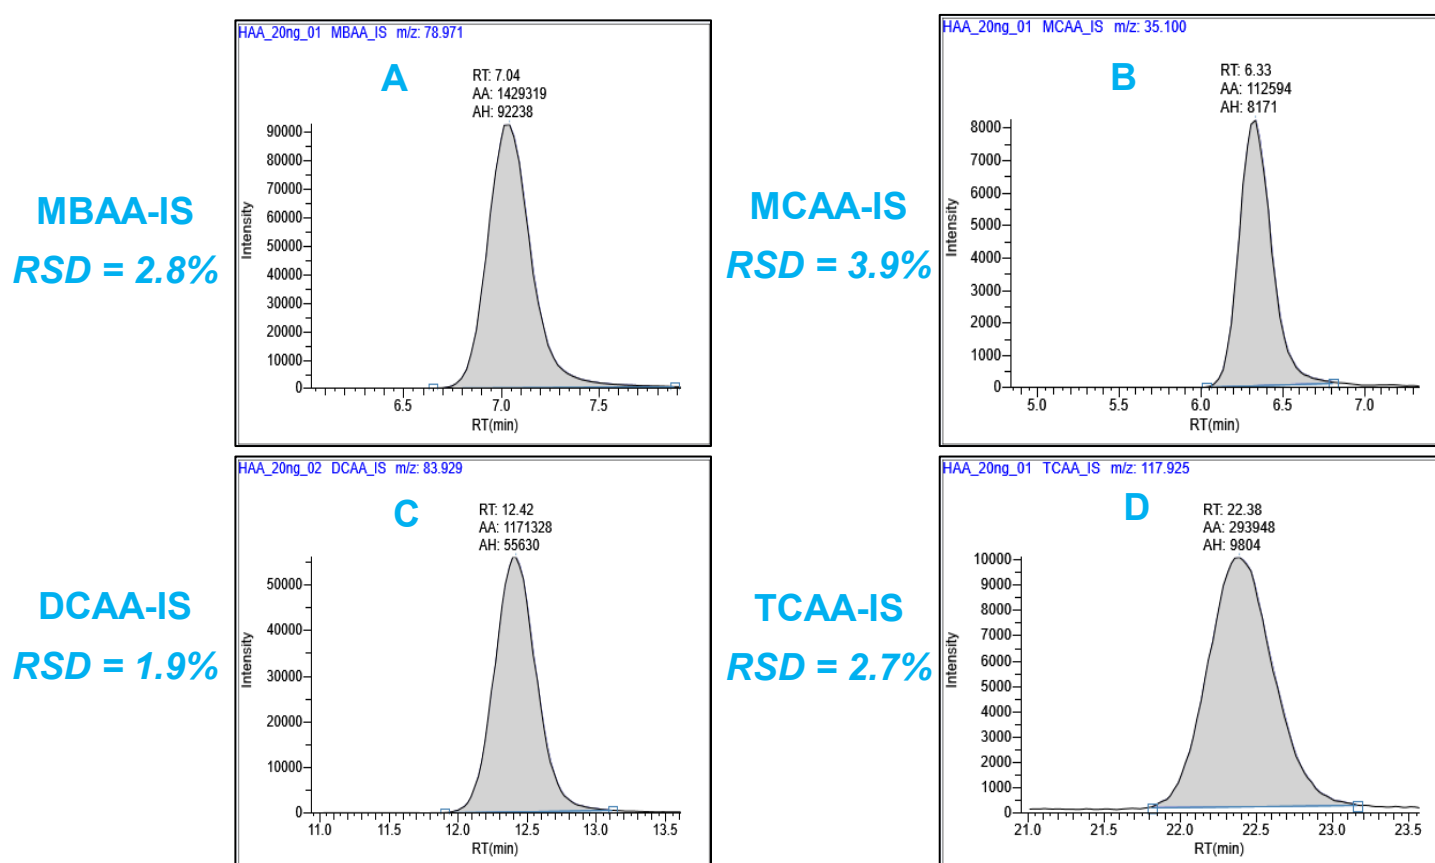 MBAA-IS
RSD = 2.8%
HAA_20ng_01 MBAA_IS m/z: 78.971
A
RT: 7.04
AA: 1429319
AH: 92238
90000
80000
70000
60000
50000
40000
30000
20000
10000
0
Intensity
6.5 7.0 7.5
RT(min)
MCAA-IS
RSD = 3.9%
HAA_20ng_01 MCAA_IS m/z: 35.100
B
RT: 6.33
AA: 112594
AH: 8171
8000
7000
6000
5000
4000
3000
2000
1000
0
Intensity
5.0 5.5 6.0 6.5 7.0
RT(min)
DCAA-IS
RSD = 1.9%
HAA_20ng_02 DCAA_IS m/z: 83.929
C
RT: 12.42
AA: 1171328
AH: 55630
50000
40000
30000
20000
10000
0
Intensity
11.0 11.5 12.0 12.5 13.0 13.5
RT(min)
TCAA-IS
RSD = 2.7%
HAA_20ng_01 TCAA_IS m/z: 117.925
D
RT: 22.38
AA: 293948
AH: 9804
10000
9000
8000
7000
6000
5000
4000
3000
2000
1000
0
Intensity
21.0 21.5 22.0 22.5 23.0 23.5
RT(min)